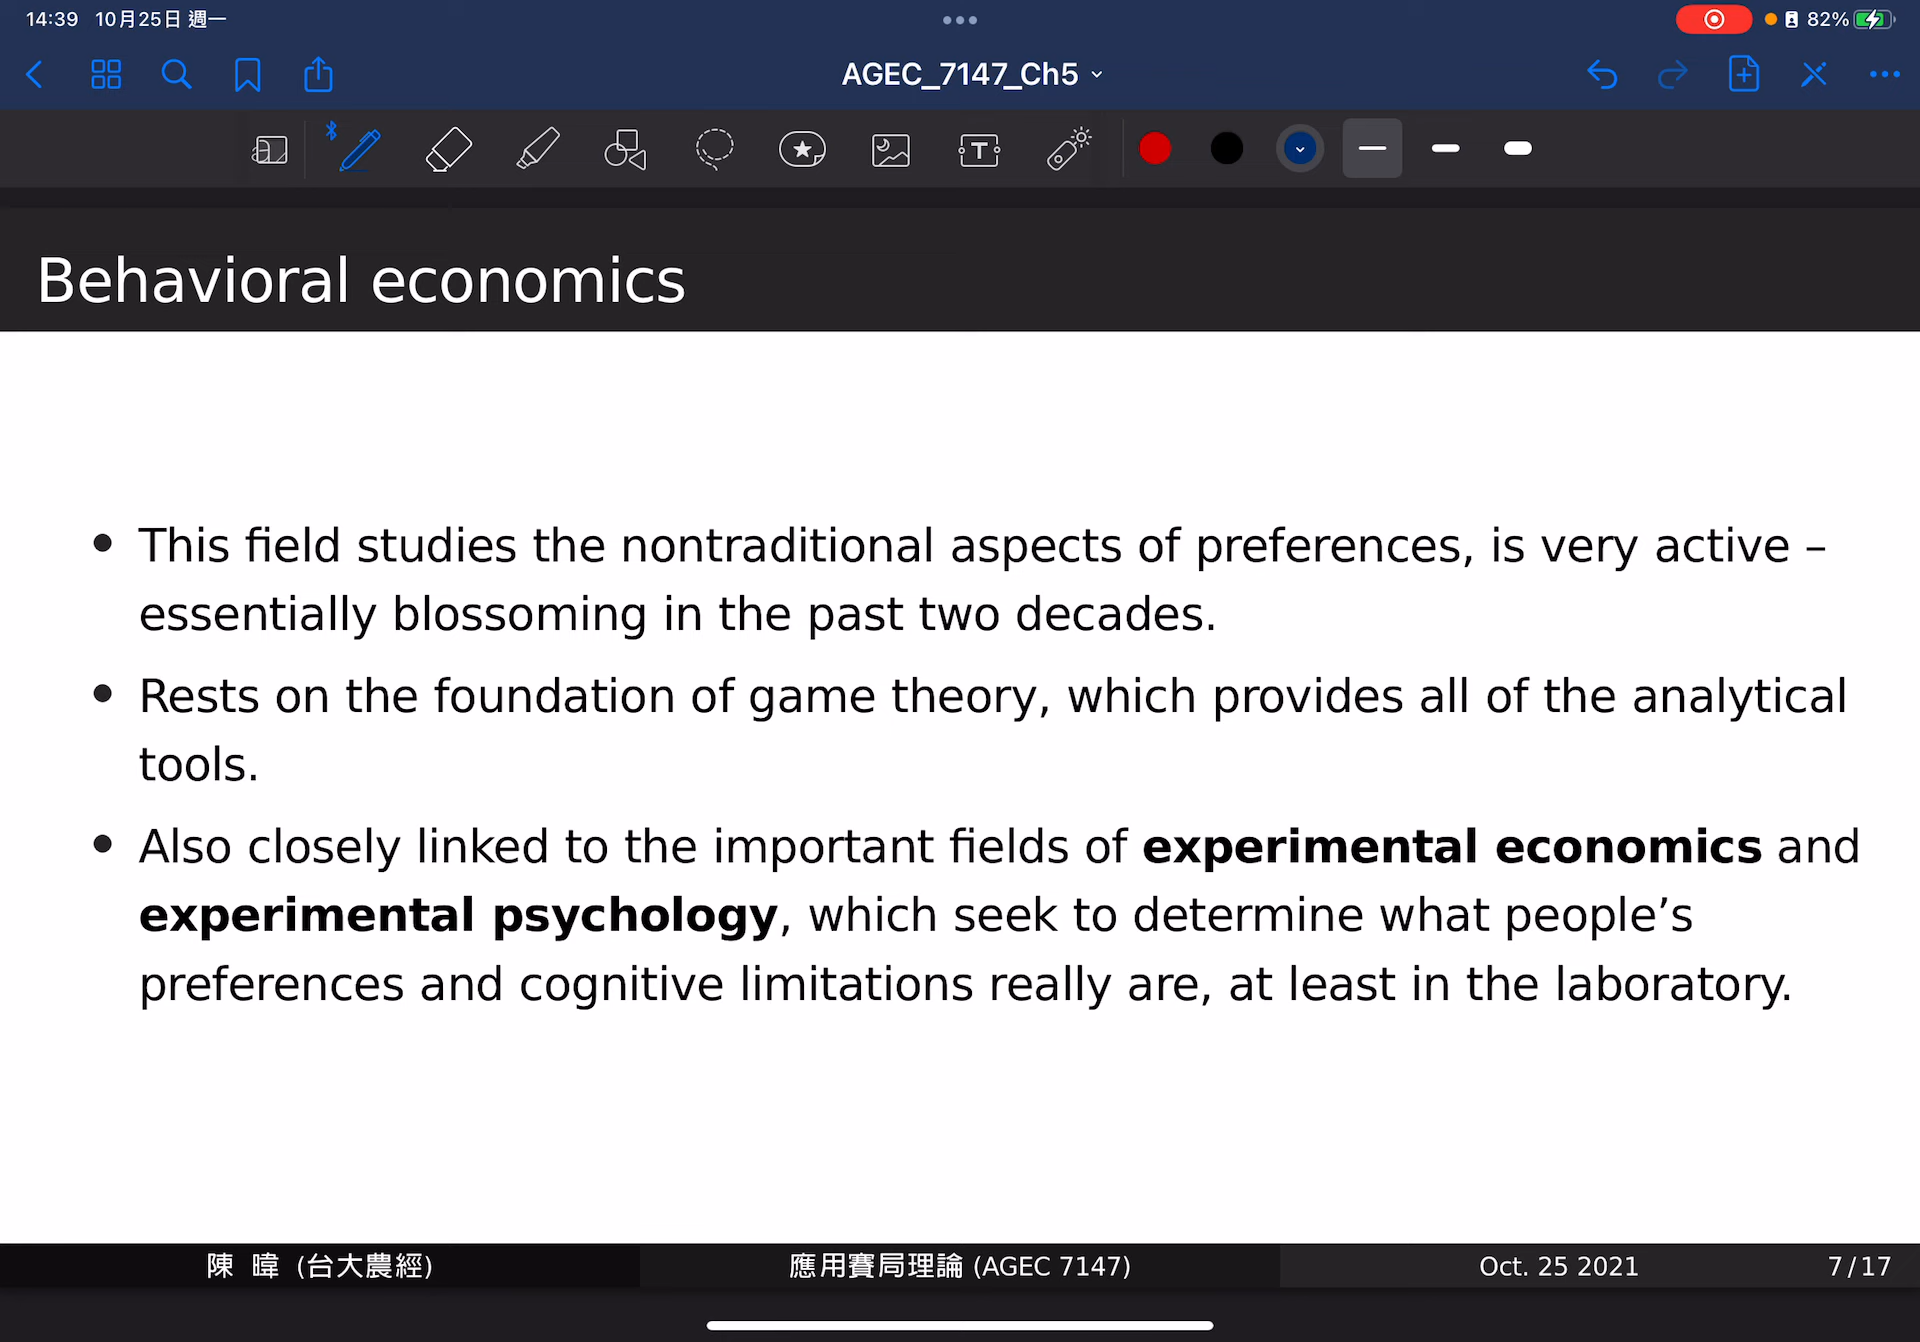 14:39 10月25日 週一
82%
AGEC_7147_Ch5
Behavioral economics
• This field studies the nontraditional aspects of preferences, is very active –
essentially blossoming in the past two decades.
• Rests on the foundation of game theory, which provides all of the analytical
tools.
• Also closely linked to the important fields of experimental economics and
experimental psychology, which seek to determine what people’s
preferences and cognitive limitations really are, at least in the laboratory.
陳 暐 (台大農經) 應用賽局理論 (AGEC 7147) Oct. 25 2021 7 / 17